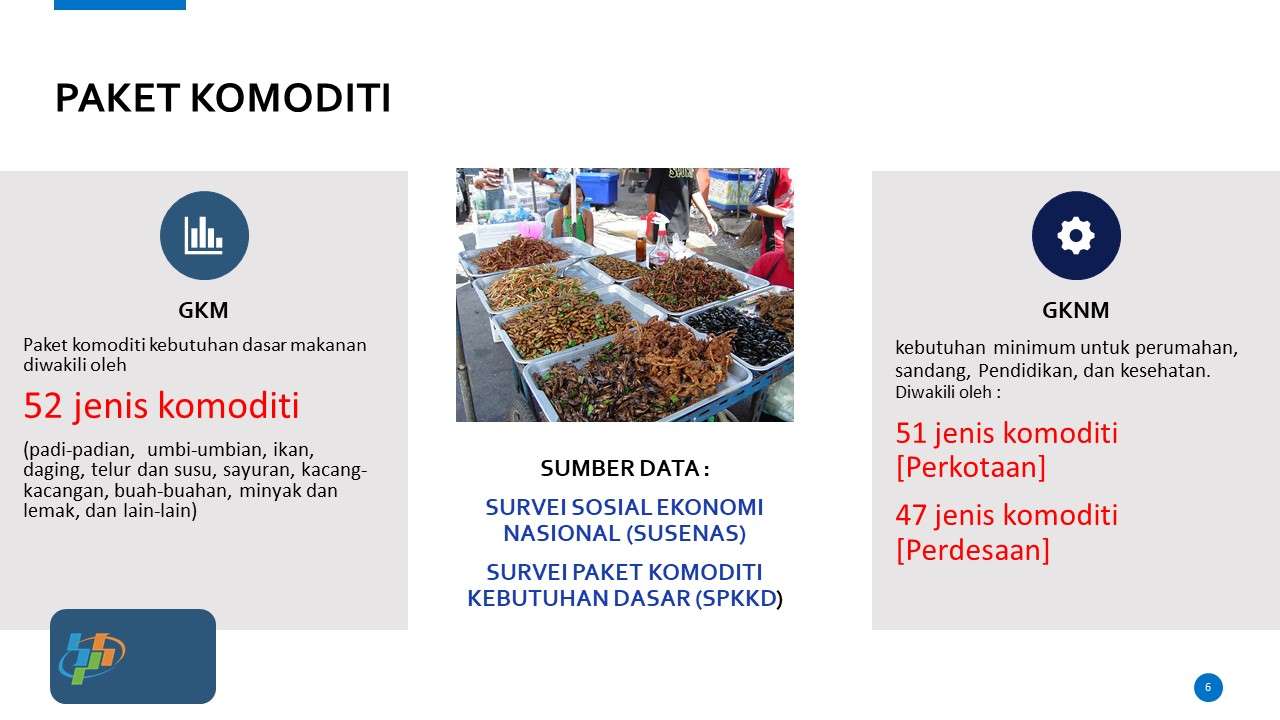 PAKET KOMODITI
GKM
Paket komoditi kebutuhan dasar makanan
diwakili oleh
52 jenis komoditi
(padi-padian, umbi-umbian, ikan,
daging, telur dan susu, sayuran, kacang-
kacangan, buah-buahan, minyak dan
lemak, dan lain-lain)
SUMBER DATA :
SURVEI SOSIAL EKONOMI
NASIONAL (SUSENAS)
SURVEI PAKET KOMODITI
KEBUTUHAN DASAR (SPKKD)
GKNM
kebutuhan minimum untuk perumahan,
sandang, Pendidikan, dan kesehatan.
Diwakili oleh :
51 jenis komoditi
[Perkotaan]
47 jenis komoditi
[Perdesaan]
6